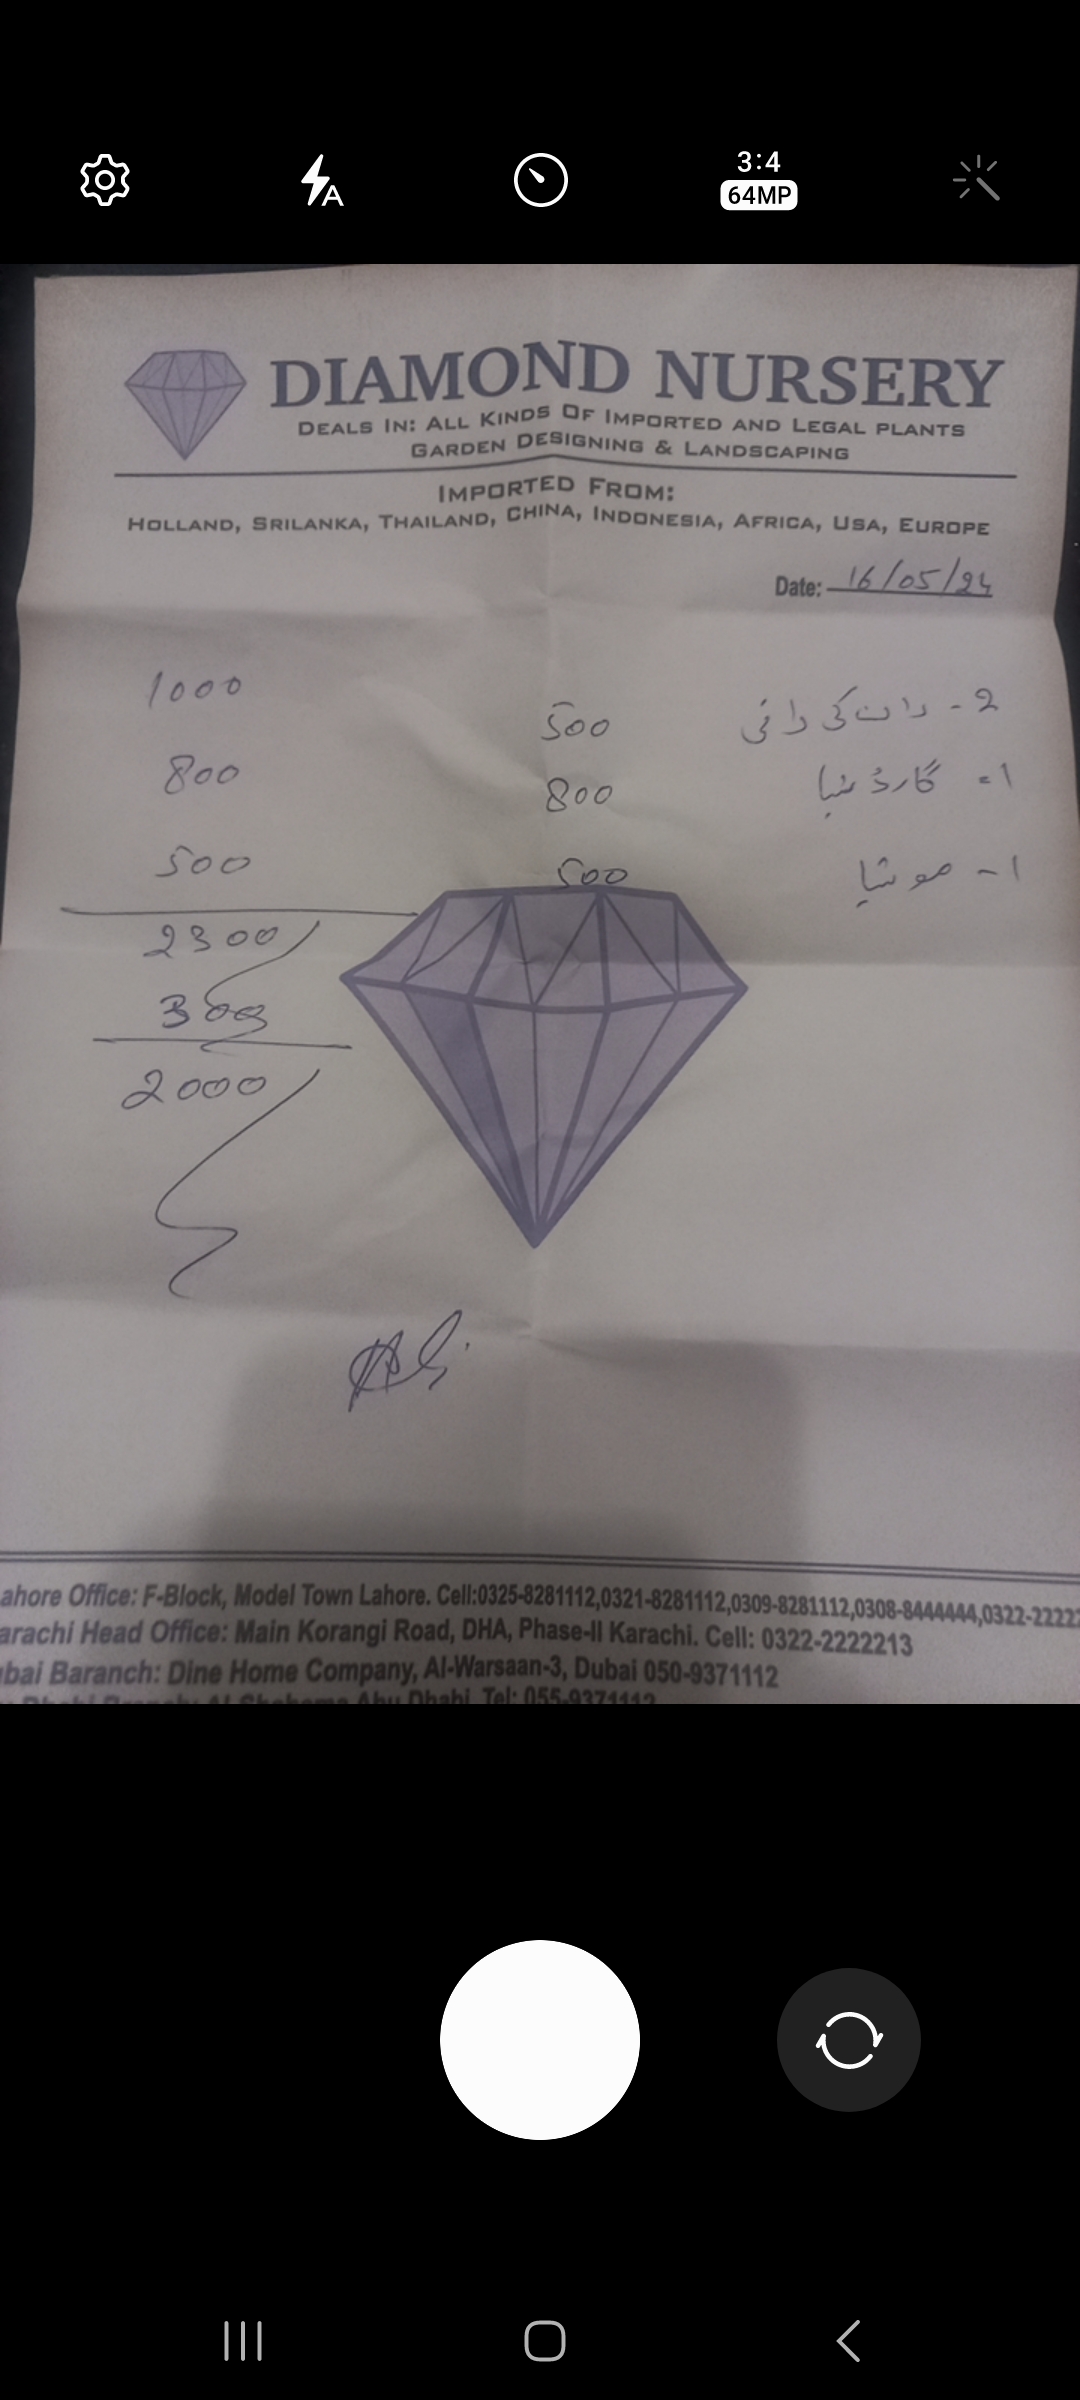 3:4
64MP
DIAMOND NURSERY
DEALS IN: ALL KINDS OF IMPORTED AND LEGAL PLANTS
GARDEN DESIGNING & LANDSCAPING
IMPORTED FROM:
HOLLAND, SRILANKA, THAILAND, CHINA, INDONESIA, AFRICA, USA, EUROPE
Date: 16/05/24
2- رات کی رانی 500 1000
1- گارڈینیا 800 800
1- موتیا 500 500
2300
300
2000
ahore Office: F-Block, Model Town Lahore. Cell:0325-8281112,0321-8281112,0309-8281112,0308-8444444,0322-2222
arachi Head Office: Main Korangi Road, DHA, Phase-II Karachi. Cell: 0322-2222213
bai Baranch: Dine Home Company, Al-Warsaan-3, Dubai 050-9371112
Abu Dhabi. Tel: 055-9371112